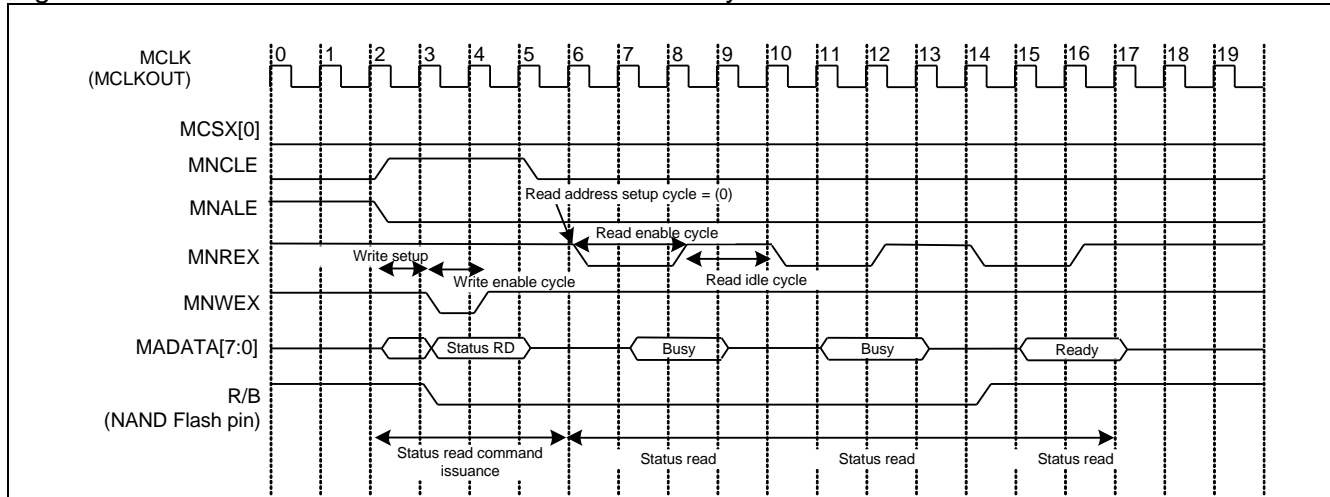 MCLK
(MCLKOUT)
0 1 2 3 4 5 6 7 8 9 10 11 12 13 14 15 16 17 18 19
MCSX[0]
MNCLE
Read address setup cycle = (0)
MNALE
Read enable cycle
MNREX
Write setup
Write enable cycle
Read idle cycle
MNWEX
MADATA[7:0]
Status RD
Busy
Busy
Ready
R/B
(NAND Flash pin)
Status read command
issuance
Status read
Status read
Status read